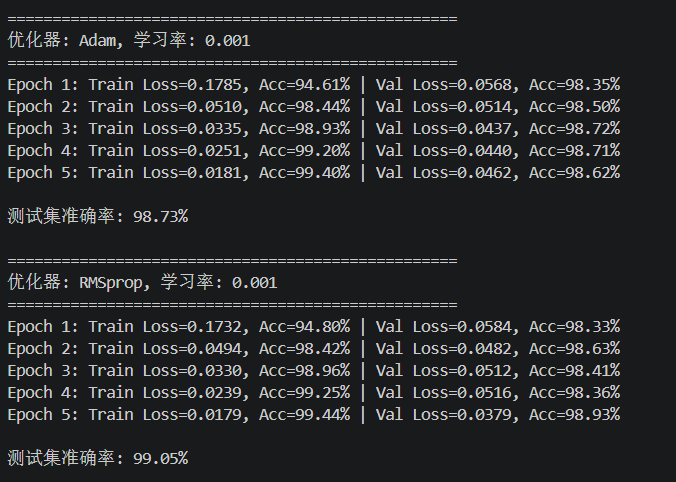 ==================================================
优化器: Adam, 学习率: 0.001
==================================================
Epoch 1: Train Loss=0.1785, Acc=94.61% | Val Loss=0.0568, Acc=98.35%
Epoch 2: Train Loss=0.0510, Acc=98.44% | Val Loss=0.0514, Acc=98.50%
Epoch 3: Train Loss=0.0335, Acc=98.93% | Val Loss=0.0437, Acc=98.72%
Epoch 4: Train Loss=0.0251, Acc=99.20% | Val Loss=0.0440, Acc=98.71%
Epoch 5: Train Loss=0.0181, Acc=99.40% | Val Loss=0.0462, Acc=98.62%
测试集准确率: 98.73%
==================================================
优化器: RMSprop, 学习率: 0.001
==================================================
Epoch 1: Train Loss=0.1732, Acc=94.80% | Val Loss=0.0584, Acc=98.33%
Epoch 2: Train Loss=0.0494, Acc=98.42% | Val Loss=0.0482, Acc=98.63%
Epoch 3: Train Loss=0.0330, Acc=98.96% | Val Loss=0.0512, Acc=98.41%
Epoch 4: Train Loss=0.0239, Acc=99.25% | Val Loss=0.0516, Acc=98.36%
Epoch 5: Train Loss=0.0179, Acc=99.44% | Val Loss=0.0379, Acc=98.93%
测试集准确率: 99.05%